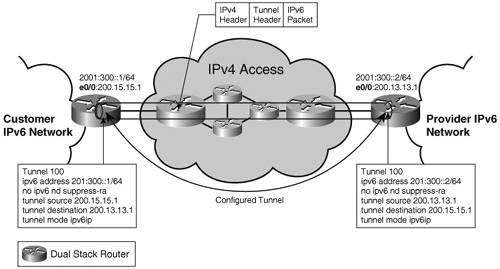 IPv4 Header
Tunnel Header
IPv6 Packet
IPv4 Access
2001:300::1/64
e0/0:200.15.15.1
2001:300::2/64
e0/0:200.13.13.1
Customer
IPv6 Network
Provider IPv6
Network
Tunnel 100
ipv6 address 201:300::1/64
no ipv6 nd suppress-ra
tunnel source 200.15.15.1
tunnel destination 200.13.13.1
tunnel mode ipv6ip
Configured Tunnel
Tunnel 100
ipv6 address 201:300::2/64
no ipv6 nd suppress-ra
tunnel source 200.13.13.1
tunnel destination 200.15.15.1
tunnel mode ipv6ip
Dual Stack Router